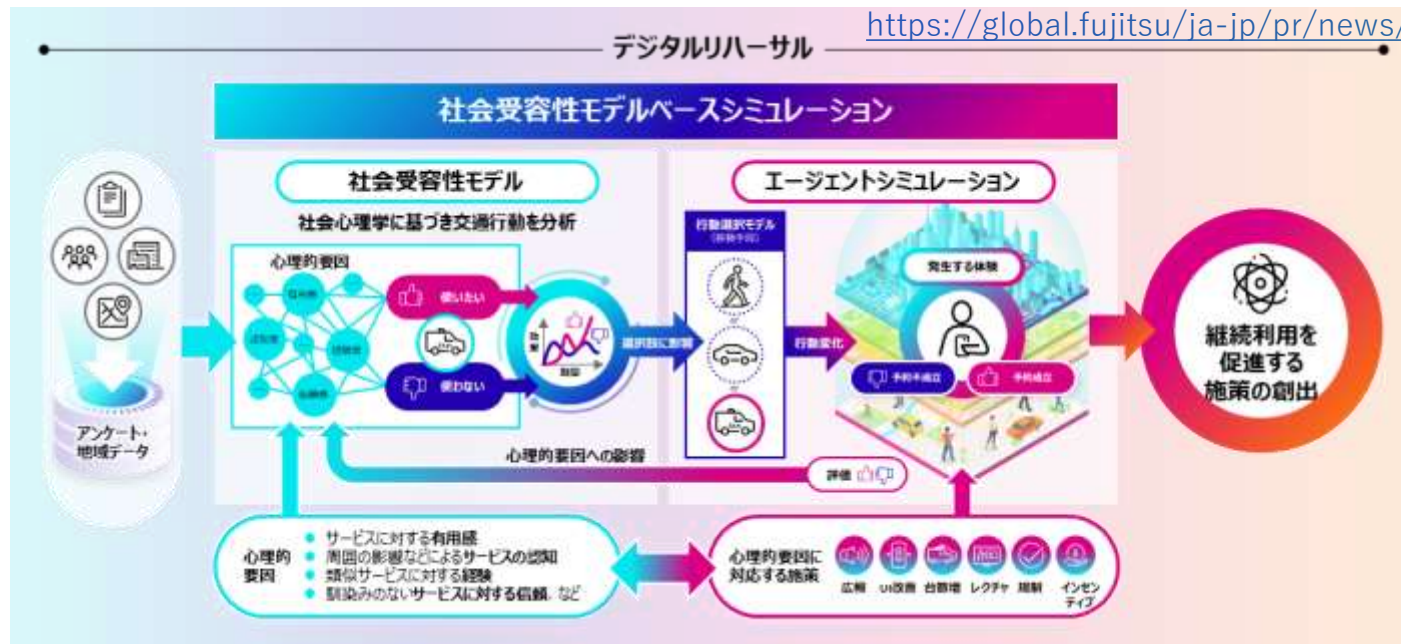 https://global.fujitsu/ja-jp/pr/news/
デジタルリハーサル
社会受容性モデルベースシミュレーション
社会受容性モデル
社会心理学に基づき交通行動を分析
心理的要因
使いたい
使わない
効果
選択肢に影響
エージェントシミュレーション
行動選択モデル
(移動手段)
or
or
行動変化
発生する体験
予約不成立
予約成立
継続利用を
促進する
施策の創出
アンケート・
地域データ
心理的要因への影響
評価
心理的
要因
サービスに対する有用感
周囲の影響などによるサービスの認知
類似サービスに対する経験
馴染みのないサービスに対する信頼、など
心理的要因に
対応する施策
広報
UI改善
台数増
レクチャ
規制
インセン
ティブ